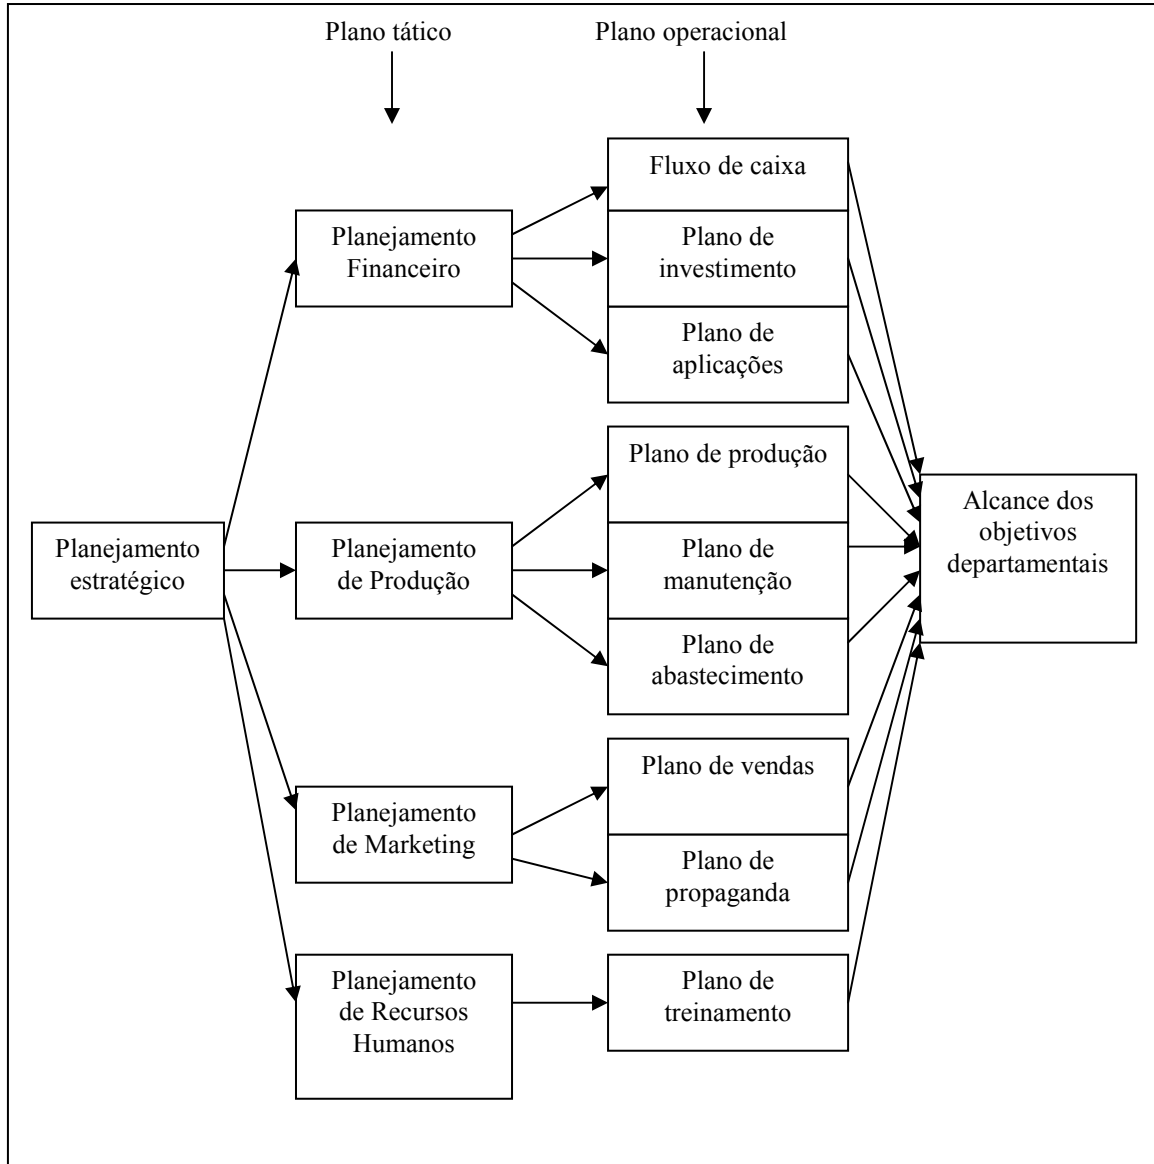 Plano tático
Plano operacional
Fluxo de caixa
Planejamento
Financeiro
Plano de
investimento
Plano de
aplicações
Plano de produção
Planejamento
estratégico
Planejamento
de Produção
Plano de
manutenção
Alcance dos
objetivos
departamentais
Plano de
abastecimento
Plano de vendas
Planejamento
de Marketing
Plano de
propaganda
Planejamento
de Recursos
Humanos
Plano de
treinamento